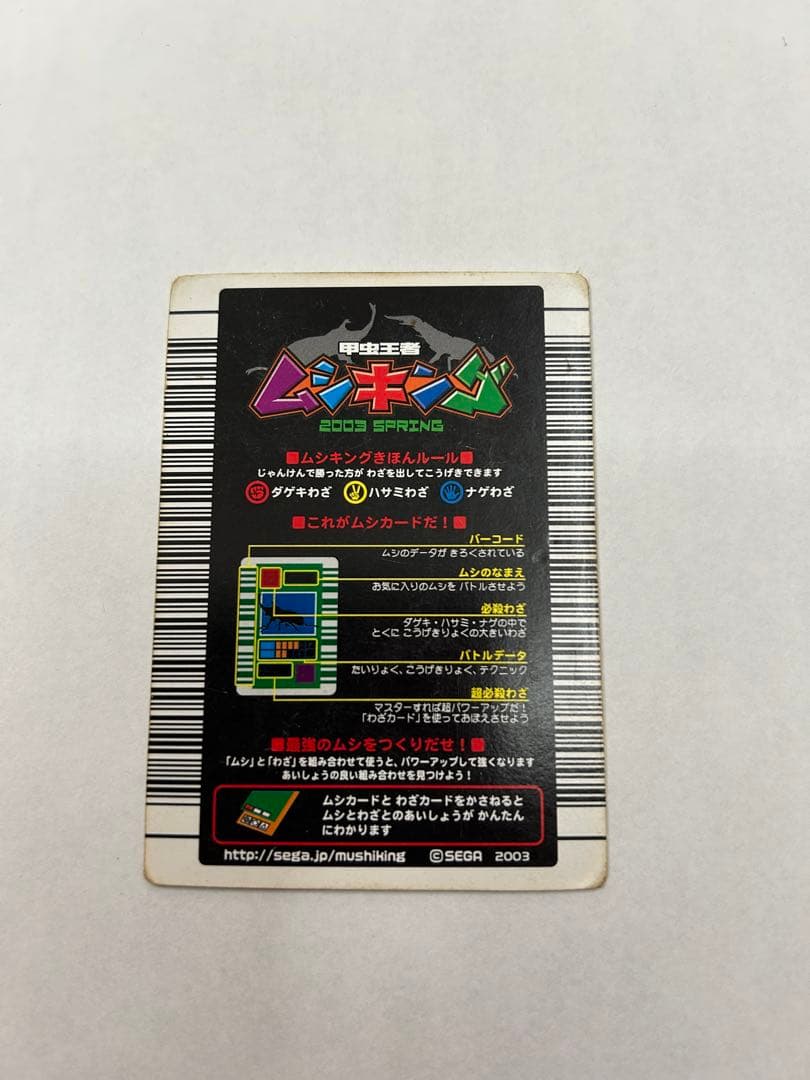 甲虫王者
ムシキング
2003 SPRING
ムシキングきほんルール
じゃんけんで勝った方が わざを出してこうげきできます
ダゲキわざ ハサミわざ ナゲわざ
これがムシカードだ！
バーコード
ムシのデータが きろくされている
ムシのなまえ
お気に入りのムシを バトルさせよう
必殺わざ
ダゲキ・ハサミ・ナゲの中で
とくに こうげきりょくの大きいわざ
バトルデータ
たいりょく、こうげきりょく、テクニック
超必殺わざ
マスターすれば超パワーアップだ！
「わざカード」を使っておぼえさせよう
最強のムシをつくりだせ！
「ムシ」と「わざ」を組み合わせて使うと、パワーアップして強くなります
あいしょうの良い組み合わせを見つけよう！
ムシカードと わざカードをかさねると
ムシとわざとのあいしょうが かんたん
にわかります
http://sega.jp/mushiking ©SEGA 2003